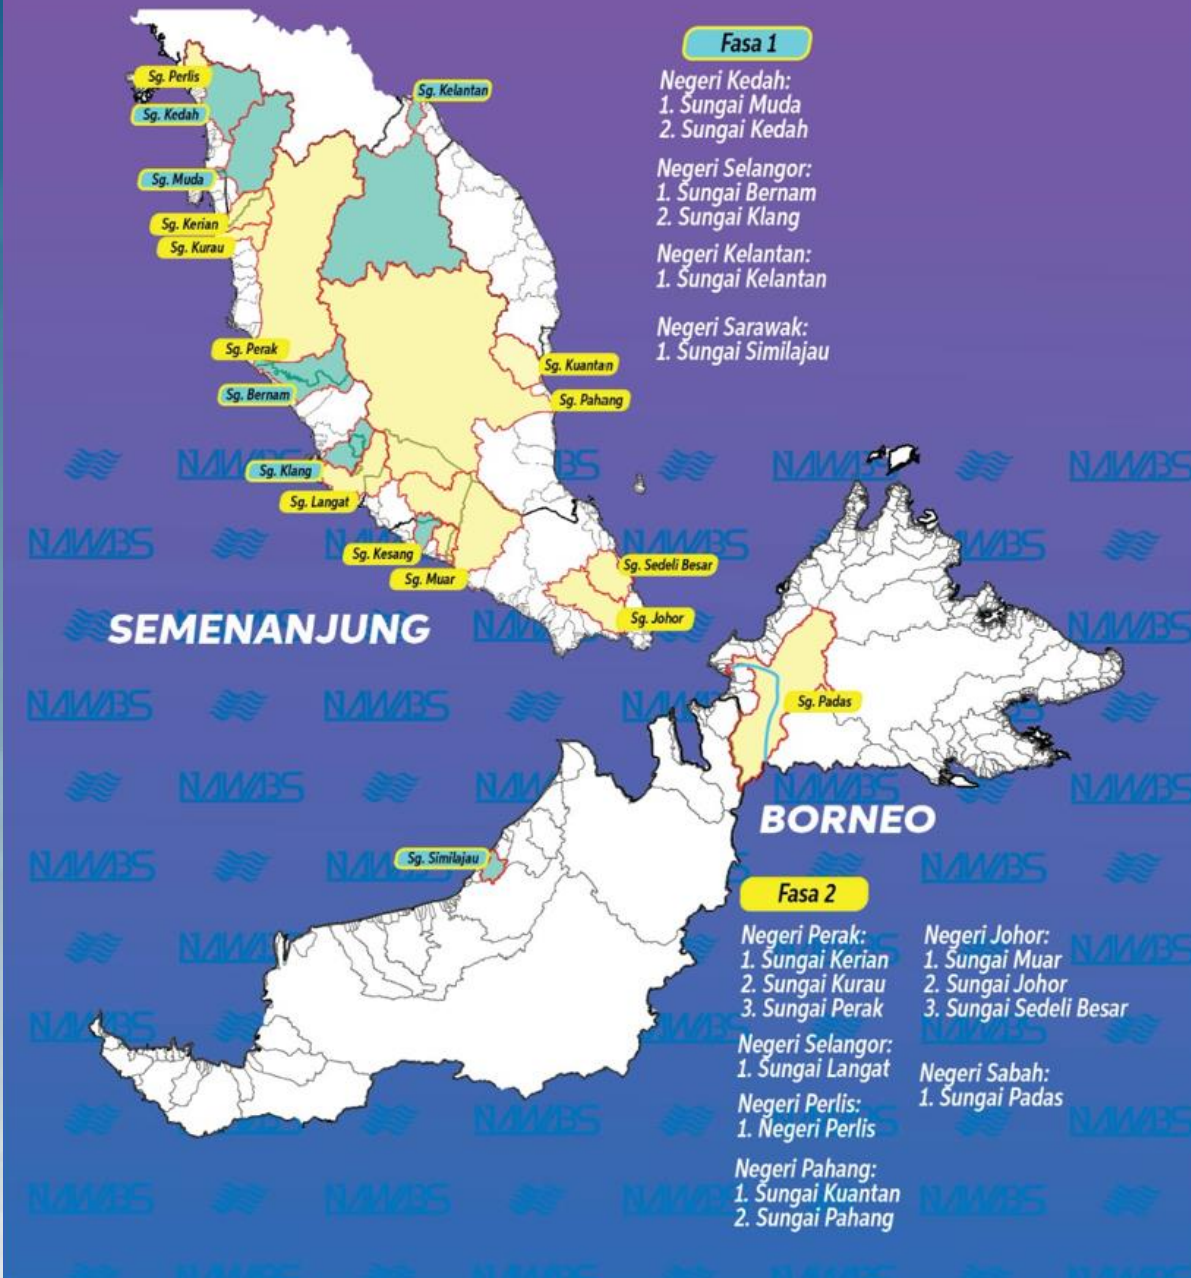 Fasa 1
Negeri Kedah:
1. Sungai Muda
2. Sungai Kedah
Negeri Selangor:
1. Sungai Bernam
2. Sungai Klang
Negeri Kelantan:
1. Sungai Kelantan
Negeri Sarawak:
1. Sungai Similajau
Sg. Perlis
Sg. Kelantan
Sg. Kedah
Sg. Muda
Sg. Kerian
Sg. Kurau
Sg. Perak
Sg. Kuantan
Sg. Bernam
Sg. Pahang
Sg. Klang
Sg. Langat
Sg. Kesang
Sg. Muar
Sg. Sedeli Besar
Sg. Johor
SEMENANJUNG
Sg. Padas
BORNEO
Sg. Similajau
Fasa 2
Negeri Perak:
1. Sungai Kerian
2. Sungai Kurau
3. Sungai Perak
Negeri Selangor:
1. Sungai Langat
Negeri Perlis:
1. Negeri Perlis
Negeri Pahang:
1. Sungai Kuantan
2. Sungai Pahang
Negeri Johor:
1. Sungai Muar
2. Sungai Johor
3. Sungai Sedeli Besar
Negeri Sabah:
1. Sungai Padas
NAWABS